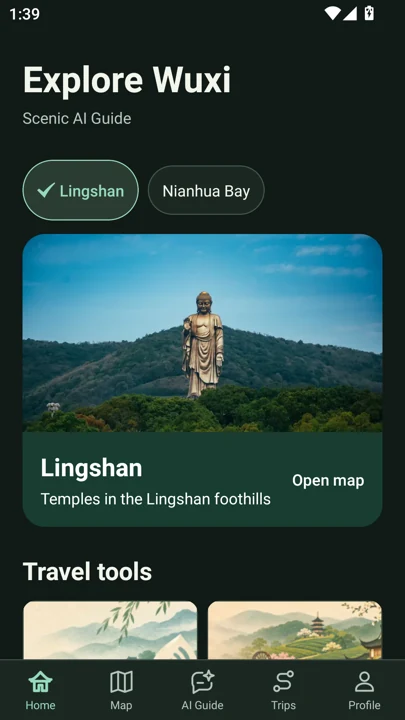 1:39
Explore Wuxi
Scenic AI Guide
Lingshan
Nianhua Bay
Lingshan
Temples in the Lingshan foothills
Open map
Travel tools
Home
Map
AI Guide
Trips
Profile